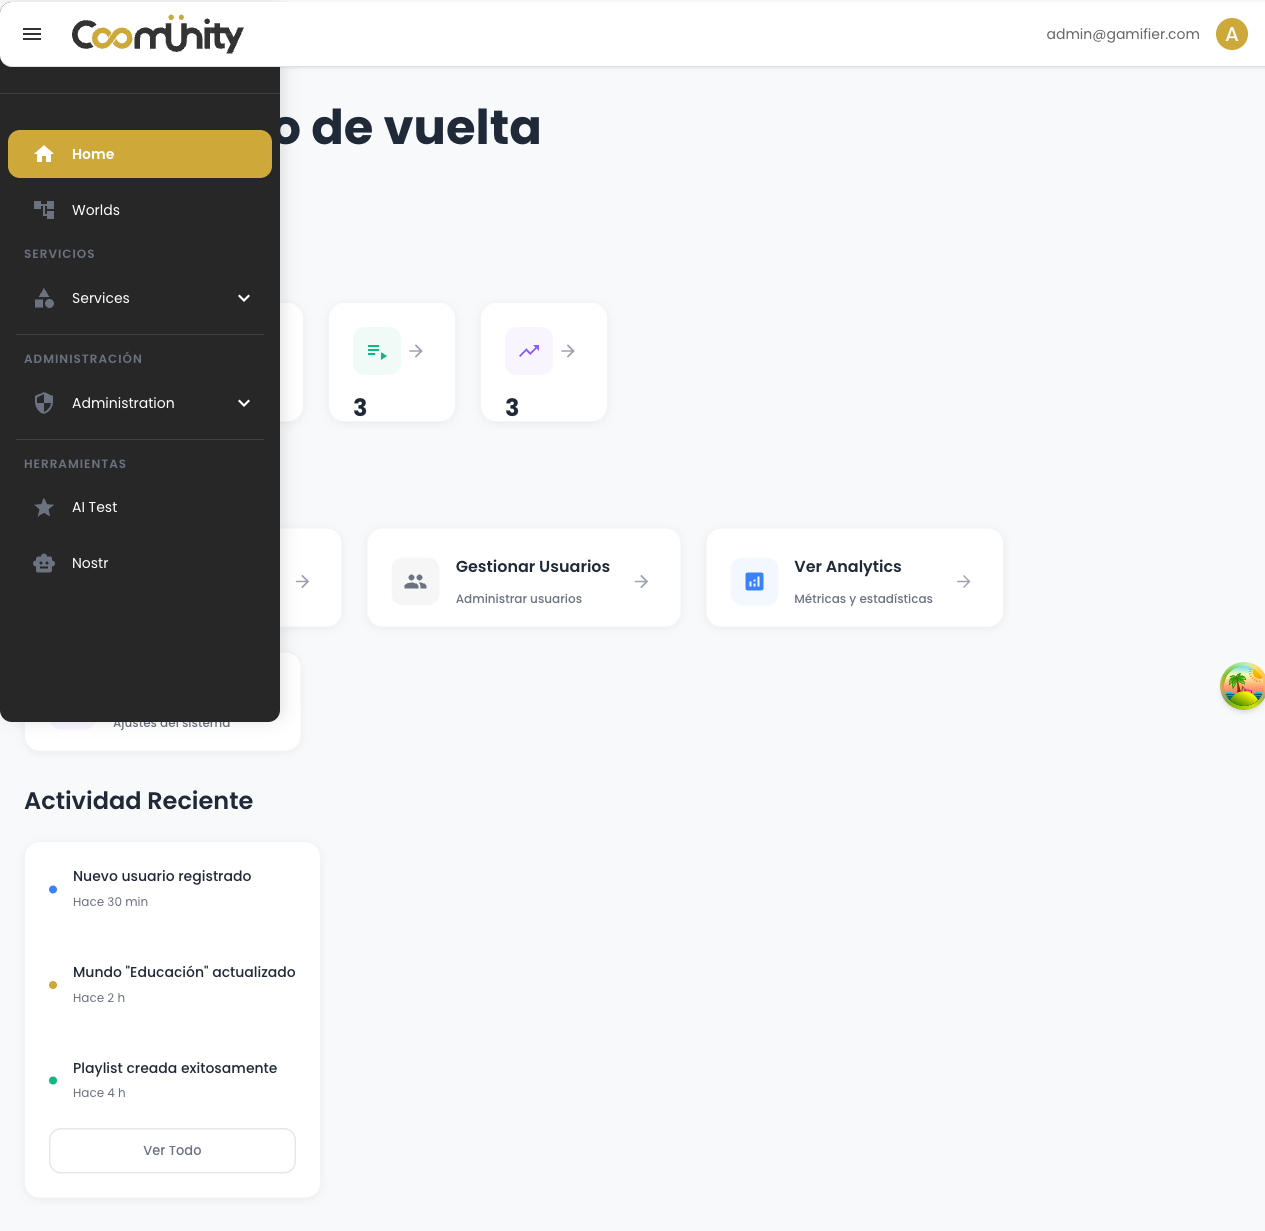 Coomünity
admin@gamifier.com
A
o de vuelta
Home
Worlds
SERVICIOS
Services
ADMINISTRACIÓN
Administration
HERRAMIENTAS
AI Test
Nostr
3
3
Gestionar Usuarios
Administrar usuarios
Ver Analytics
Métricas y estadísticas
Ajustes del sistema
Actividad Reciente
Nuevo usuario registrado
Hace 30 min
Mundo "Educación" actualizado
Hace 2 h
Playlist creada exitosamente
Hace 4 h
Ver Todo